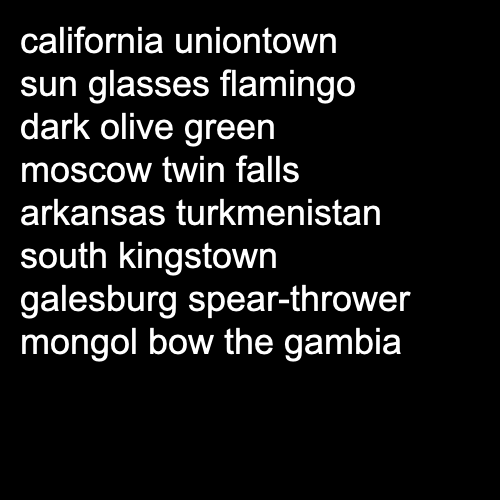 california uniontown
sun glasses flamingo
dark olive green
moscow twin falls
arkansas turkmenistan
south kingstown
galesburg spear-thrower
mongol bow the gambia